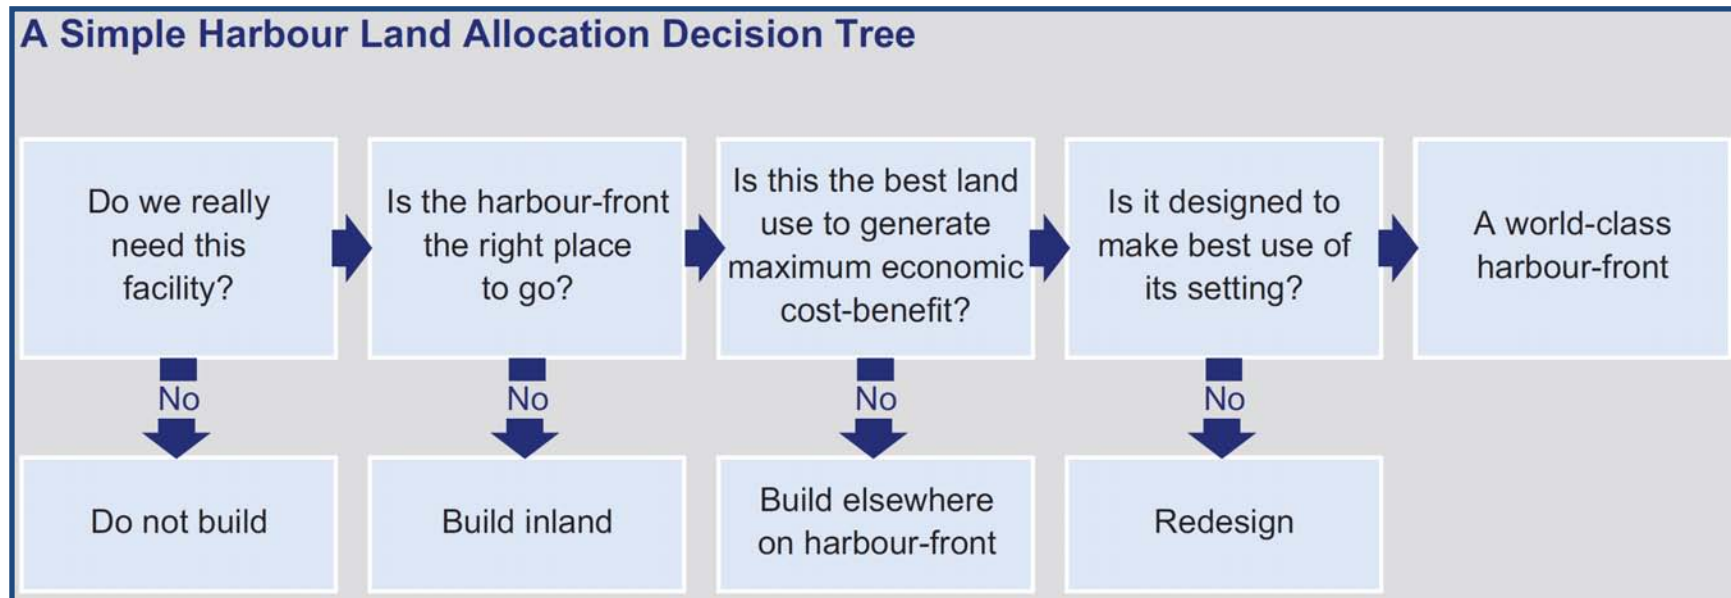 A Simple Harbour Land Allocation Decision Tree
Do we really
need this
facility?
Is the harbour-front
the right place
to go?
Is this the best land
use to generate
maximum economic
cost-benefit?
Is it designed to
make best use of
its setting?
A world-class
harbour-front
No
No
No
No
Do not build
Build inland
Build elsewhere
on harbour-front
Redesign